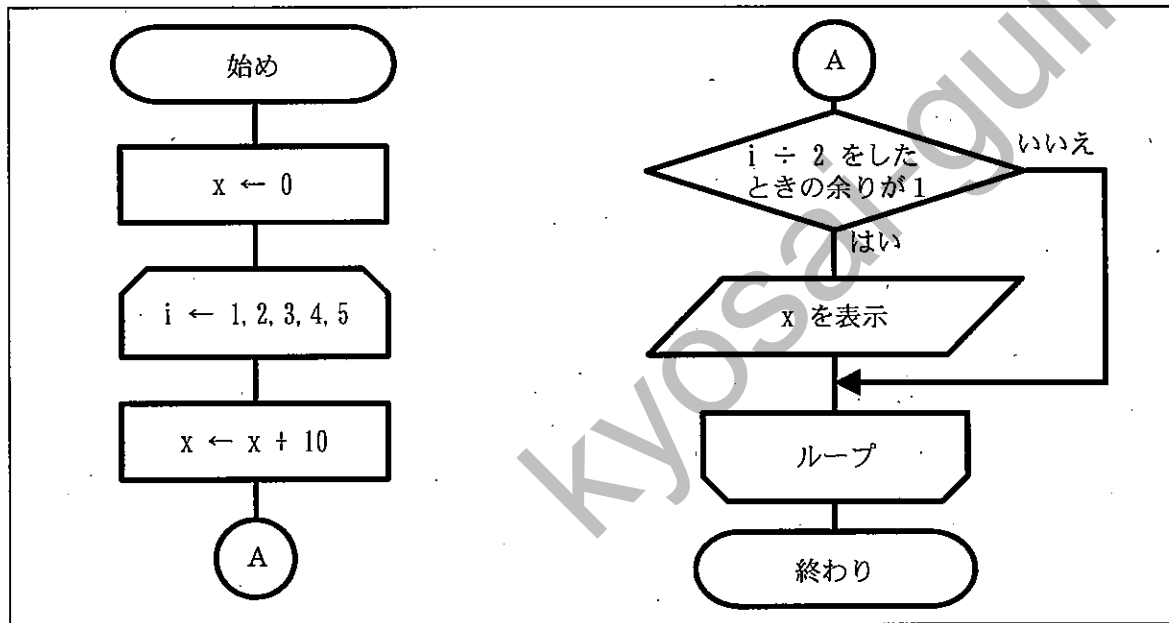 始め
x ← 0
i ← 1, 2, 3, 4, 5
x ← x + 10
A
A
i ÷ 2 をした
ときの余りが1
いいえ
はい
x を表示
ループ
終わり
kyosai-guil